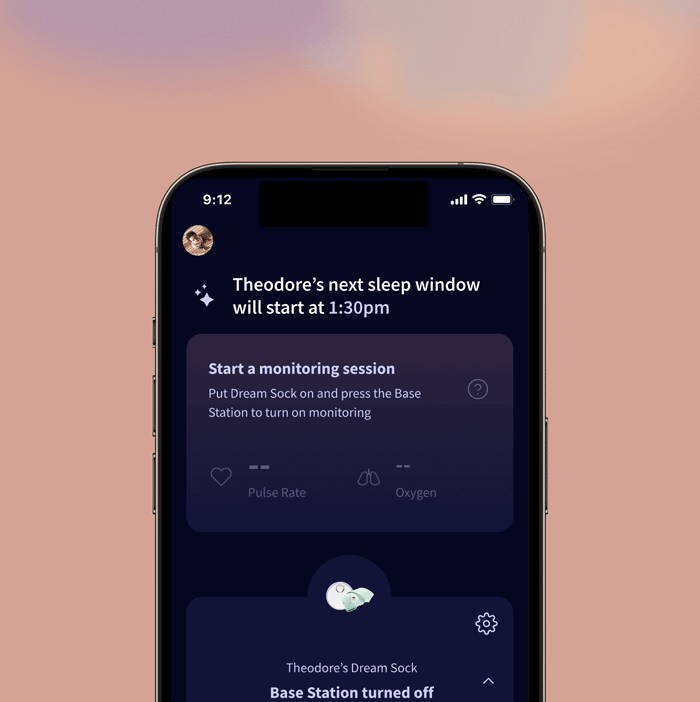 9:12
Theodore’s next sleep window
will start at 1:30pm
Start a monitoring session
Put Dream Sock on and press the Base
Station to turn on monitoring
?
--
Pulse Rate
--
Oxygen
Theodore’s Dream Sock
Base Station turned off